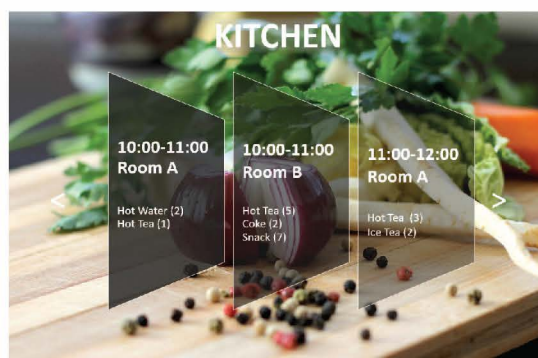 KITCHEN
10:00-11:00
Room A
Hot Water (2)
Hot Tea (1)
10:00-11:00
Room B
Hot Tea (5)
Coke (2)
Snack (7)
11:00-12:00
Room A
Hot Tea (3)
Ice Tea (2)
<
>